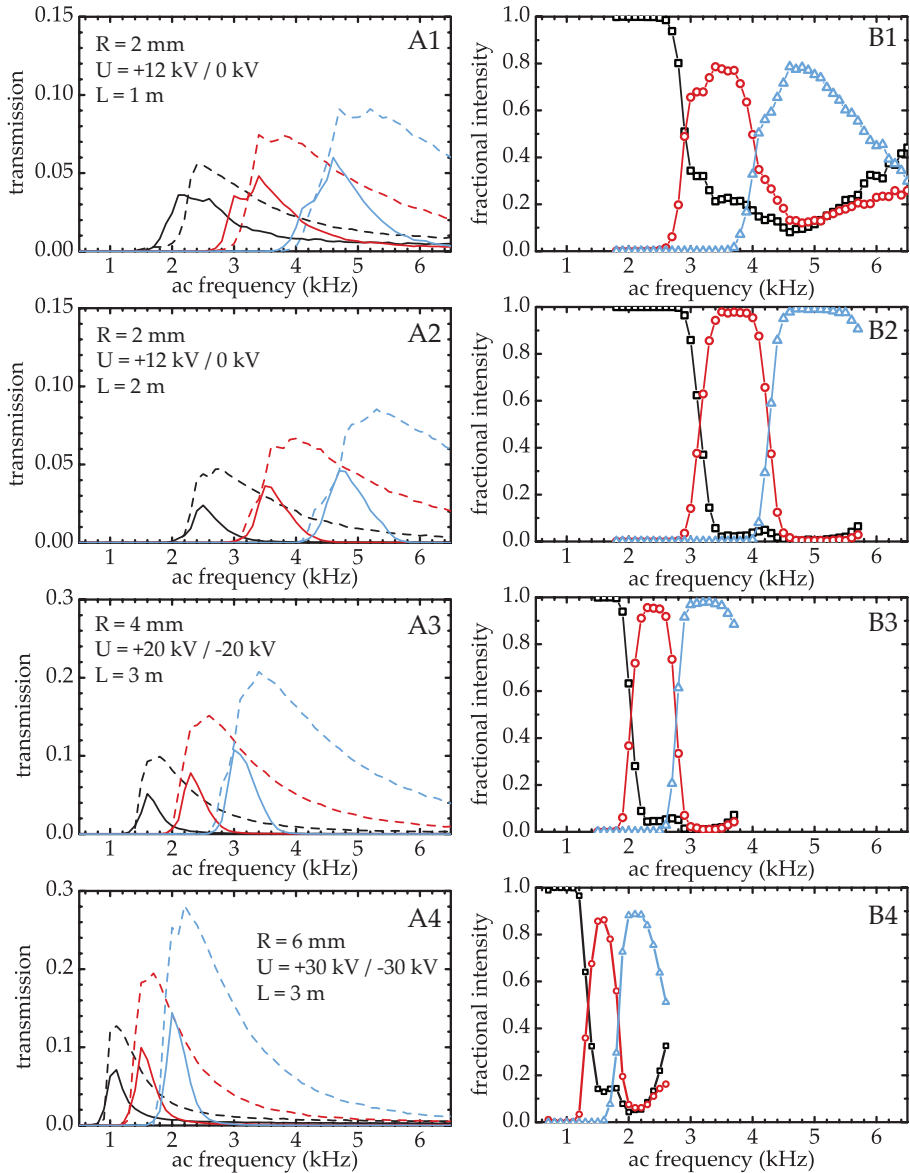 A1
R = 2 mm
U = +12 kV / 0 kV
L = 1 m
transmission
0.15
0.10
0.05
0.00
1 2 3 4 5 6
ac frequency (kHz)
B1
fractional intensity
1.0
0.8
0.6
0.4
0.2
0.0
1 2 3 4 5 6
ac frequency (kHz)
A2
R = 2 mm
U = +12 kV / 0 kV
L = 2 m
transmission
0.15
0.10
0.05
0.00
1 2 3 4 5 6
ac frequency (kHz)
B2
fractional intensity
1.0
0.8
0.6
0.4
0.2
0.0
1 2 3 4 5 6
ac frequency (kHz)
A3
R = 4 mm
U = +20 kV / -20 kV
L = 3 m
transmission
0.3
0.2
0.1
0.0
1 2 3 4 5 6
ac frequency (kHz)
B3
fractional intensity
1.0
0.8
0.6
0.4
0.2
0.0
1 2 3 4 5 6
ac frequency (kHz)
A4
R = 6 mm
U = +30 kV / -30 kV
L = 3 m
transmission
0.3
0.2
0.1
0.0
1 2 3 4 5 6
ac frequency (kHz)
B4
fractional intensity
1.0
0.8
0.6
0.4
0.2
0.0
1 2 3 4 5 6
ac frequency (kHz)